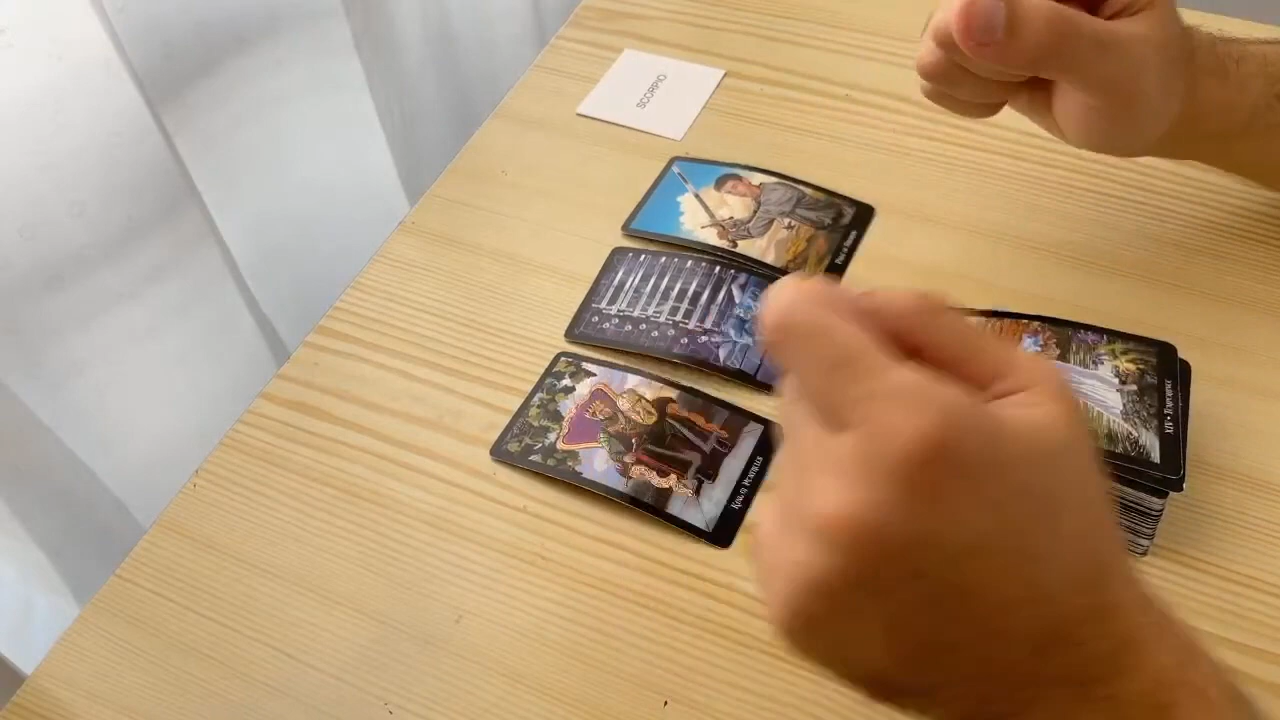 SCORPIO
PAGE of SWORDS
KING of PENTACLES
XIV • TEMPERANCE